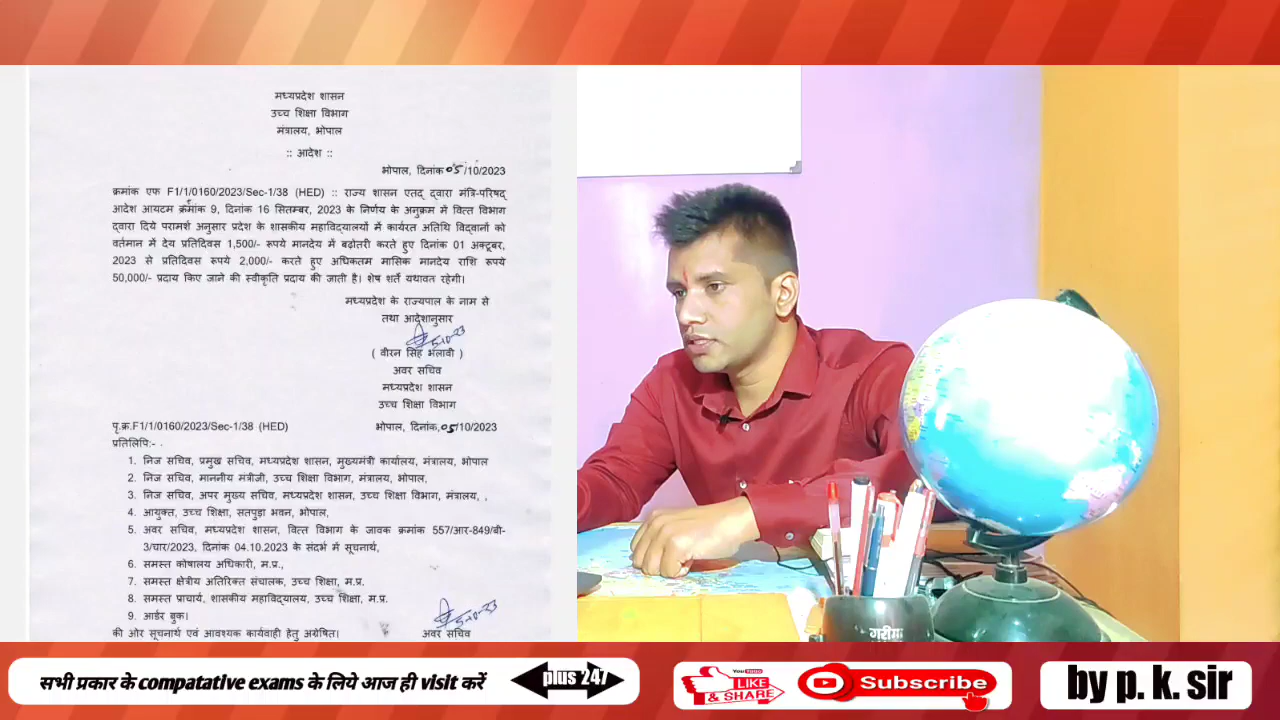 मध्यप्रदेश शासन
उच्च शिक्षा विभाग
मंत्रालय, भोपाल
:: आदेश ::
भोपाल, दिनांक 05/10/2023
क्रमांक एफ F1/1/0160/2023/Sec-1/38 (HED) :: राज्य शासन एतद् द्वारा मंत्रि-परिषद्
आदेश आयटम क्रमांक 9, दिनांक 16 सितम्बर, 2023 के निर्णय के अनुक्रम में वित्त विभाग
द्वारा दिये परामर्श अनुसार प्रदेश के शासकीय महाविद्यालयों में कार्यरत अतिथि विद्वानों को
वर्तमान में देय प्रतिदिवस 1,500/- रूपये मानदेय में बढ़ोतरी करते हुए दिनांक 01 अक्टूबर,
2023 से प्रतिदिवस रूपये 2,000/- करते हुए अधिकतम मासिक मानदेय राशि रूपये
50,000/- प्रदाय किए जाने की स्वीकृति प्रदाय की जाती है। शेष शर्तें यथावत रहेगी।
मध्यप्रदेश के राज्यपाल के नाम से
तथा आदेशानुसार
5-10-23
( वीरन सिंह भलावी )
अवर सचिव
मध्यप्रदेश शासन
उच्च शिक्षा विभाग
पृ.क्र.F1/1/0160/2023/Sec-1/38 (HED) भोपाल, दिनांक,05/10/2023
प्रतिलिपि:-
1. निज सचिव, प्रमुख सचिव, मध्यप्रदेश शासन, मुख्यमंत्री कार्यालय, मंत्रालय, भोपाल
2. निज सचिव, माननीय मंत्रीजी, उच्च शिक्षा विभाग, मंत्रालय, भोपाल,
3. निज सचिव, अपर मुख्य सचिव, मध्यप्रदेश शासन, उच्च शिक्षा विभाग, मंत्रालय, ,
4. आयुक्त, उच्च शिक्षा, सतपुड़ा भवन, भोपाल,
5. अवर सचिव, मध्यप्रदेश शासन, वित्त विभाग के जावक क्रमांक 557/आर-849/बी-
3/चार/2023, दिनांक 04.10.2023 के संदर्भ में सूचनार्थ,
6. समस्त कोषालय अधिकारी, म.प्र.,
7. समस्त क्षेत्रीय अतिरिक्त संचालक, उच्च शिक्षा, म.प्र.
8. समस्त प्राचार्य, शासकीय महाविद्यालय, उच्च शिक्षा, म.प्र.
9. आर्डर बुक।
की ओर सूचनार्थ एवं आवश्यक कार्यवाही हेतु अग्रेषित।
5-10-23
अवर सचिव
सभी प्रकार के compatative exams के लिये आज ही visit करें
plus 247
YouTube
LIKE
& SHARE
Subscribe
by p. k. sir